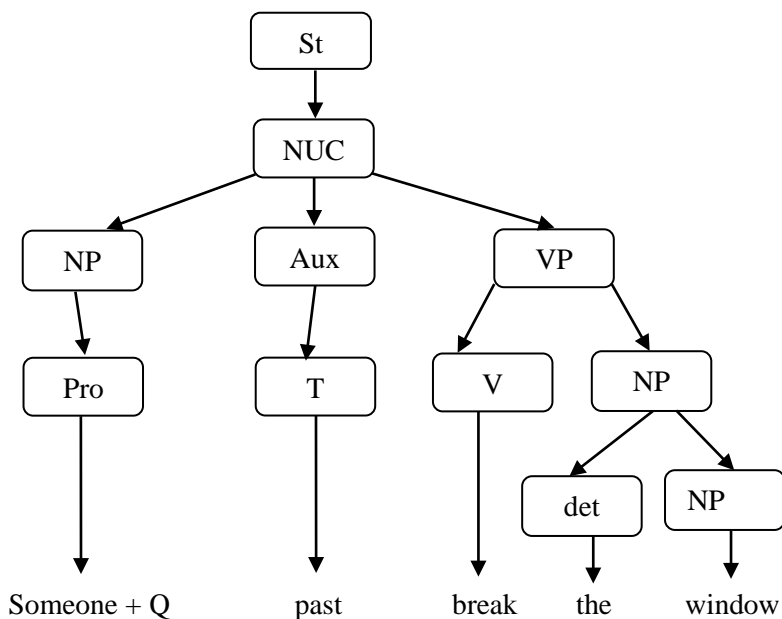 St
NUC
NP Aux VP
Pro T V NP
det NP
Someone + Q past break the window